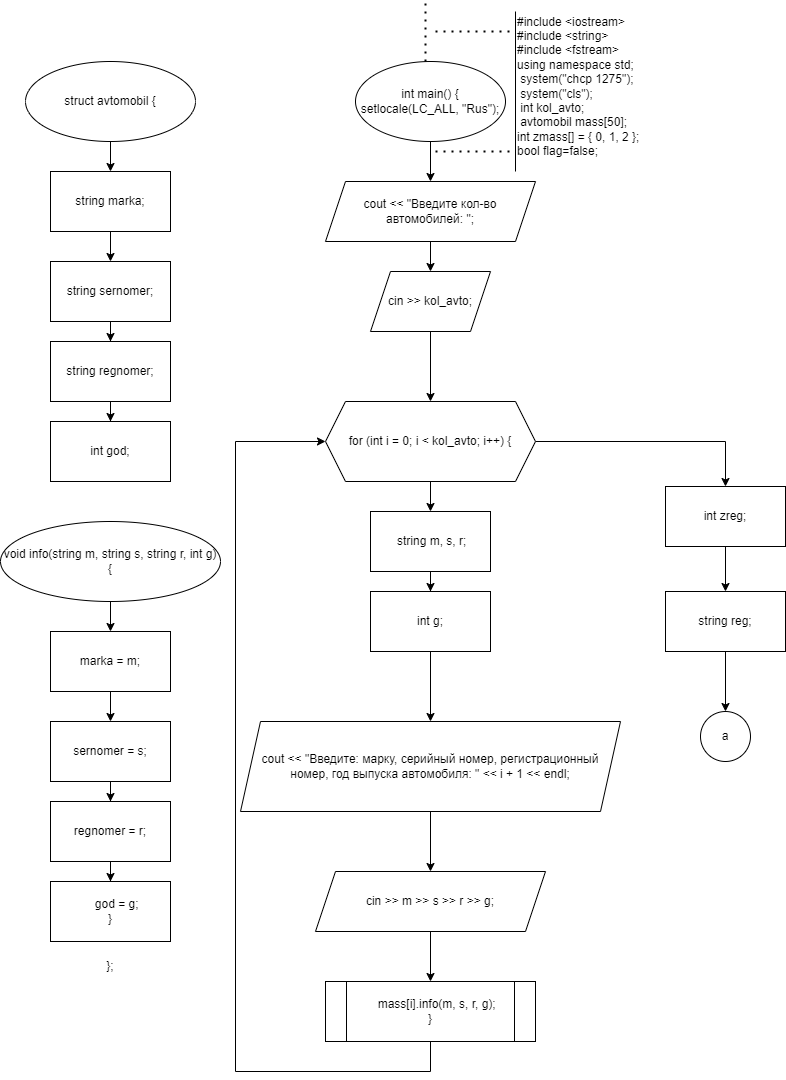 struct avtomobil {
string marka;
string sernomer;
string regnomer;
int god;
void info(string m, string s, string r, int g)
{
marka = m;
sernomer = s;
regnomer = r;
god = g;
}
};
#include <iostream>
#include <string>
#include <fstream>
using namespace std;
system("chcp 1275");
system("cls");
int kol_avto;
avtomobil mass[50];
int zmass[] = { 0, 1, 2 };
bool flag=false;
int main() {
setlocale(LC_ALL, "Rus");
cout << "Введите кол-во
автомобилей: ";
cin >> kol_avto;
for (int i = 0; i < kol_avto; i++) {
string m, s, r;
int g;
cout << "Введите: марку, серийный номер, регистрационный
номер, год выпуска автомобиля: " << i + 1 << endl;
cin >> m >> s >> r >> g;
mass[i].info(m, s, r, g);
}
int zreg;
string reg;
a